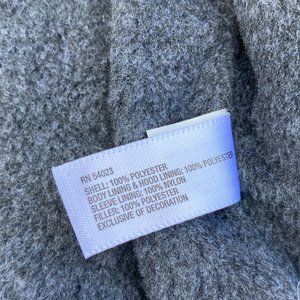 RN 54023
SHELL: 100% POLYESTER
BODY LINING & HOOD LINING: 100% POLYESTER
SLEEVE LINING: 100% NYLON
FILLER: 100% POLYESTER
EXCLUSIVE OF DECORATION